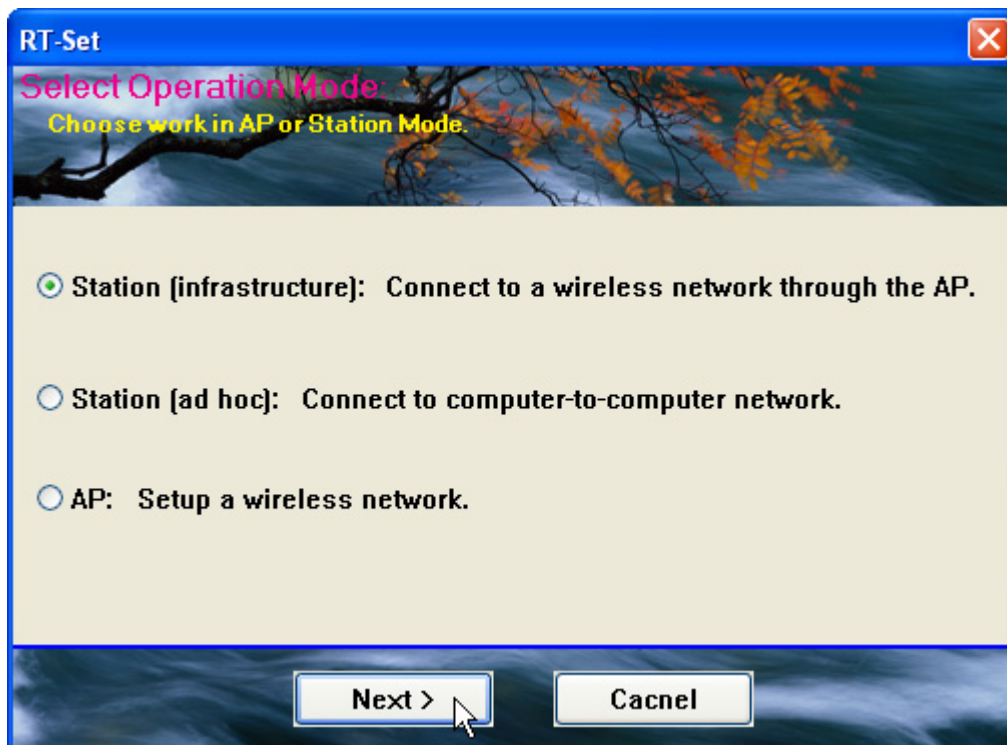 RT-Set
Select Operation Mode:
Choose work in AP or Station Mode.
Station (infrastructure): Connect to a wireless network through the AP.
Station (ad hoc): Connect to computer-to-computer network.
AP: Setup a wireless network.
Next >
Cacnel